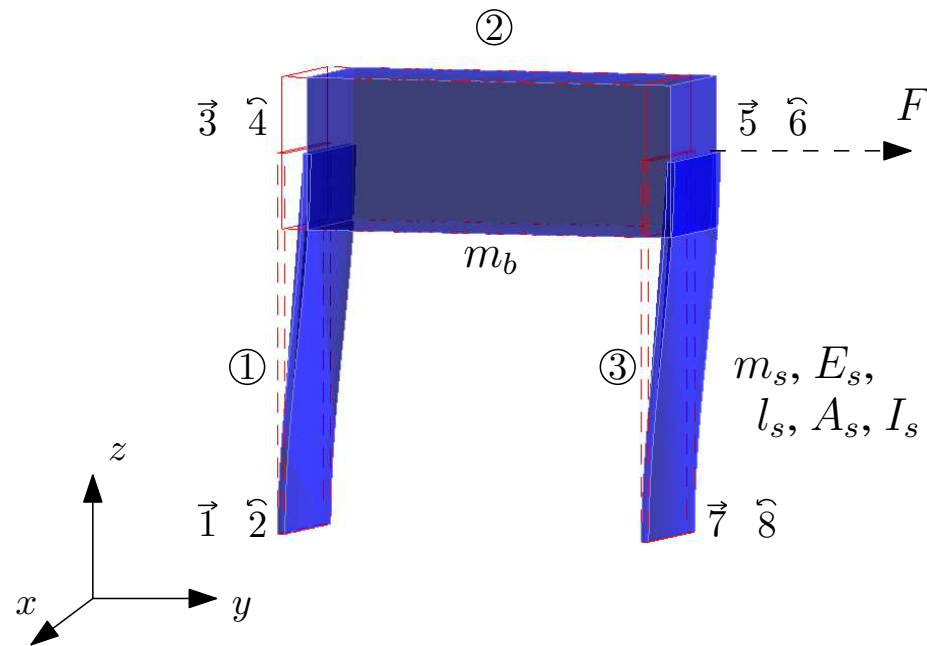 ②
3⃗ 4↶ 5⃗ 6↶ F
m_b
① ③ m_s, E_s,
l_s, A_s, I_s
z
1⃗ 2↶ 7⃗ 8↶
x y